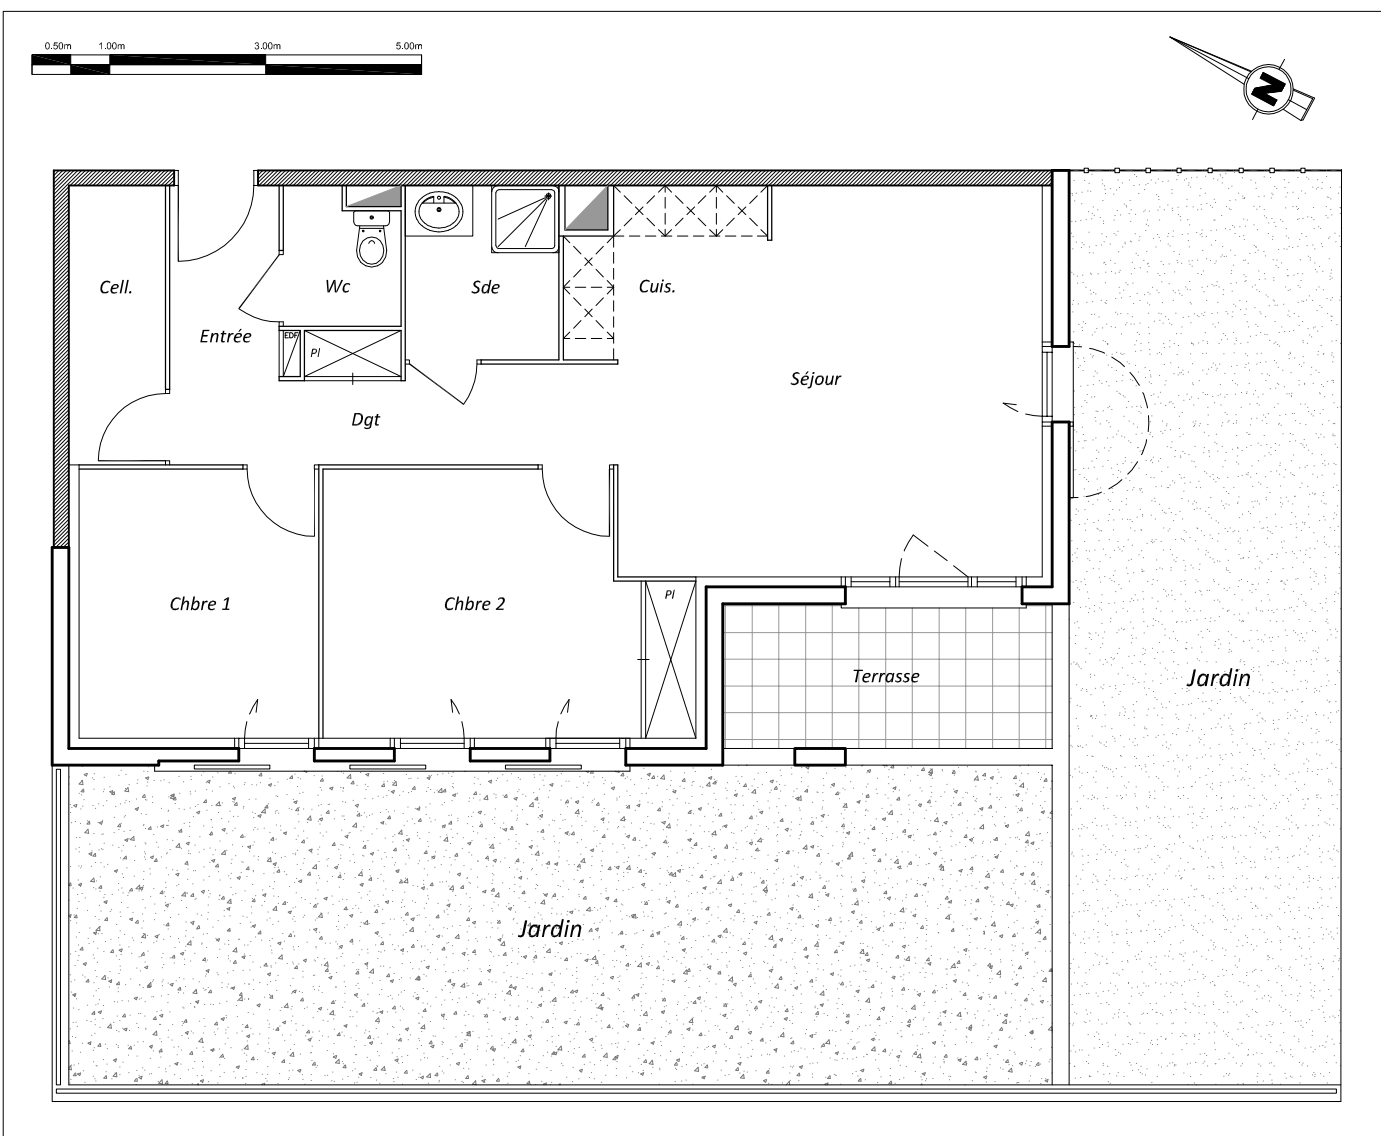 0.50m 1.00m 3.00m 5.00m
N
Cell.
Entrée
Wc
EDF
Pl
Sde
Cuis.
Séjour
Dgt
Chbre 1
Chbre 2
Pl
Terrasse
Jardin
Jardin